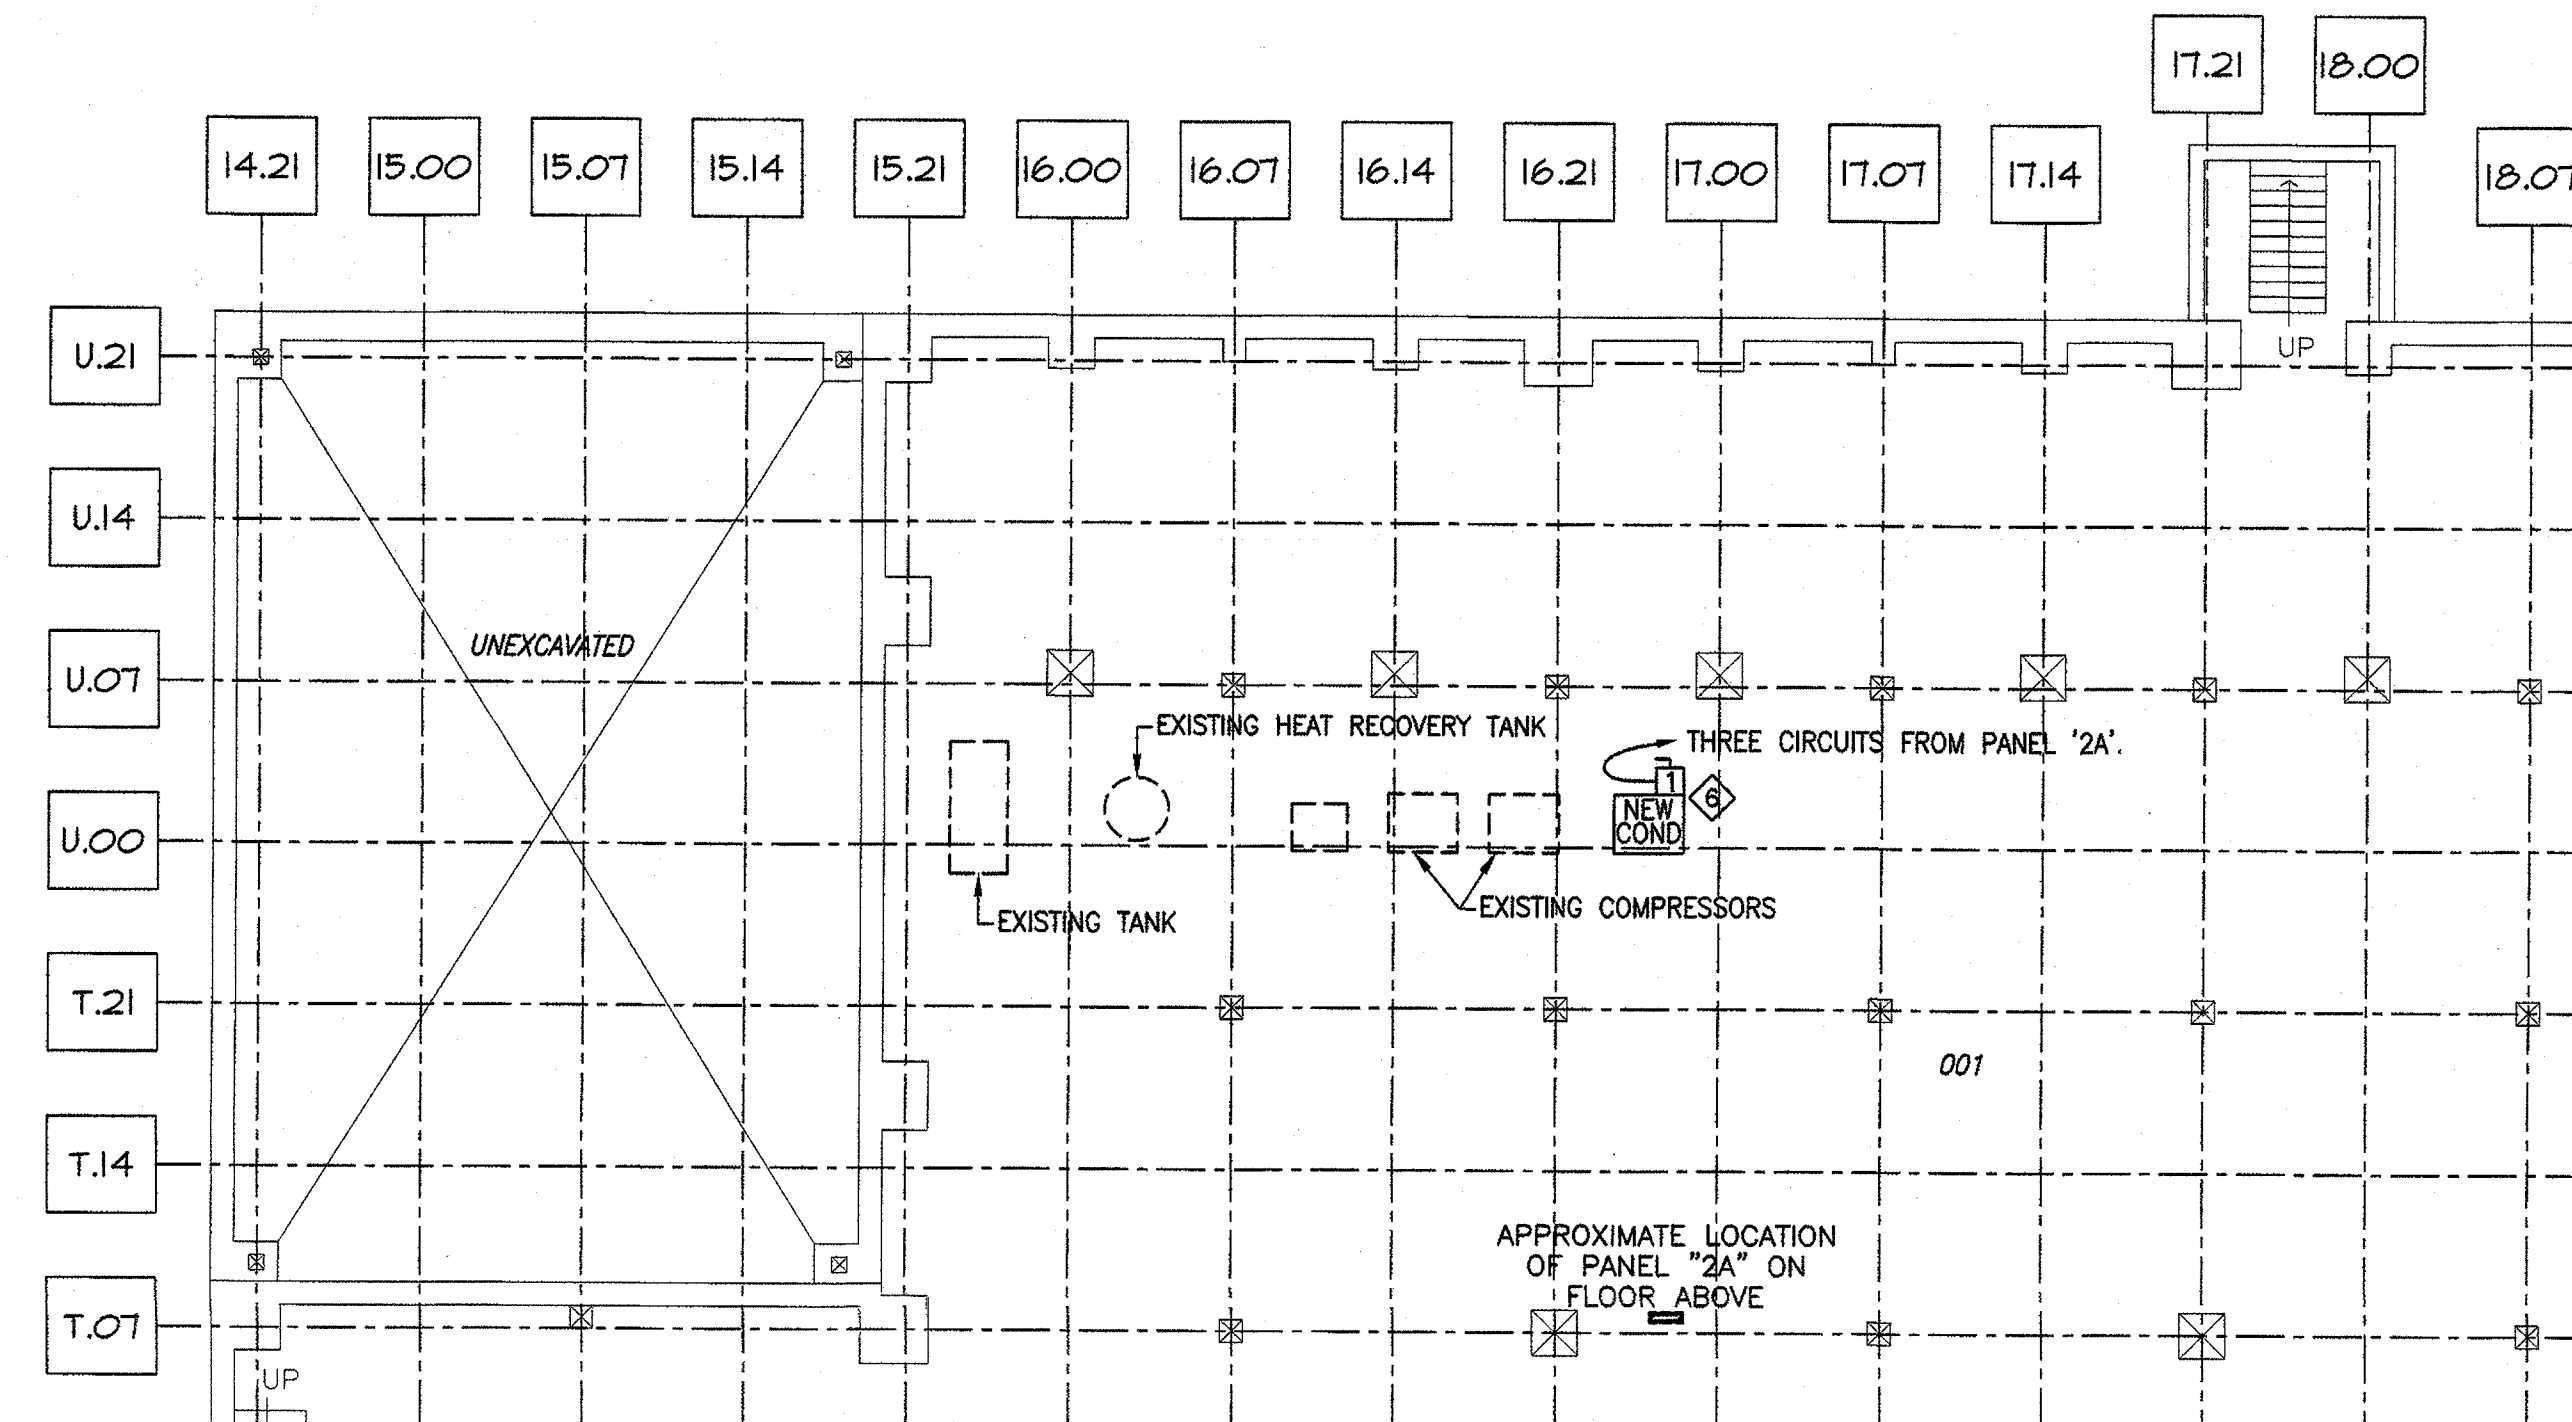 17.21
18.00
14.21
15.00
15.07
15.14
15.21
16.00
16.07
16.14
16.21
17.00
17.07
17.14
18.07
U.21
UP
U.14
UNEXCAVATED
U.07
EXISTING HEAT RECOVERY TANK
THREE CIRCUITS FROM PANEL '2A'.
1
6
NEW
COND
U.00
EXISTING TANK
EXISTING COMPRESSORS
T.21
001
T.14
APPROXIMATE LOCATION
OF PANEL "2A" ON
FLOOR ABOVE
T.07
UP